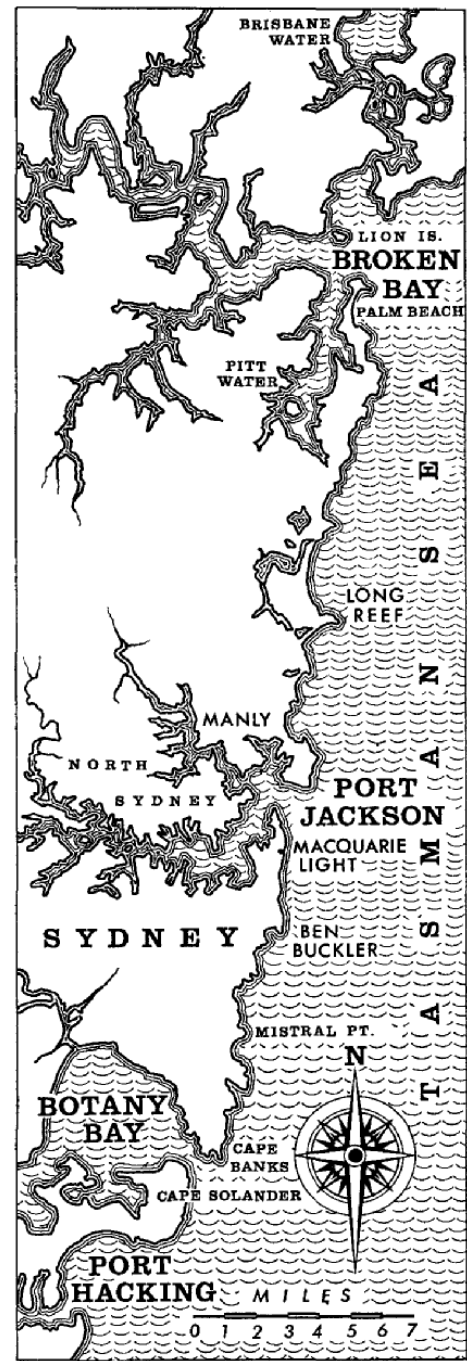 BRISBANE
WATER
LION IS.
BROKEN
BAY
PALM BEACH
PITT
WATER
LONG
REEF
MANLY
NORTH
SYDNEY
PORT
JACKSON
MACQUARIE
LIGHT
SYDNEY
BEN
BUCKLER
TASMAN SEA
MISTRAL PT.
N
BOTANY
BAY
CAPE
BANKS
CAPE SOLANDER
PORT
HACKING
MILES
0 1 2 3 4 5 6 7